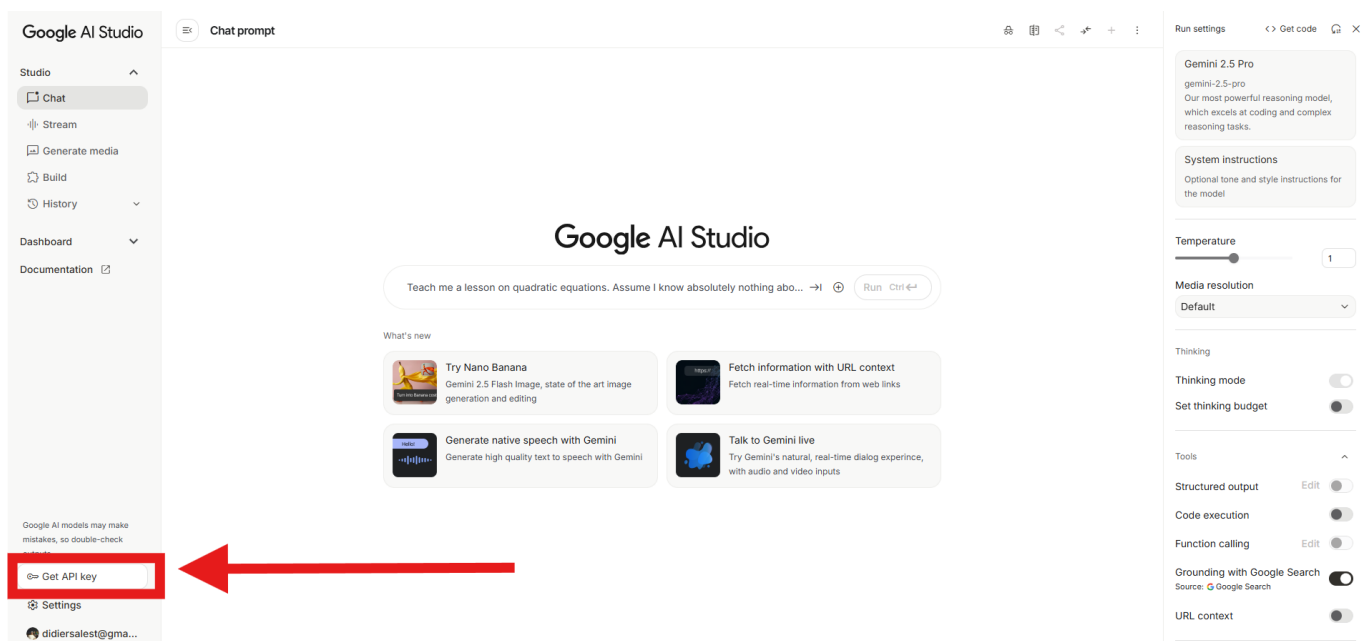 Google AI Studio
Studio
Chat
Stream
Generate media
Build
History
Dashboard
Documentation
Google AI models may make
mistakes, so double-check
Get API key
Settings
didiersalest@gma...
Chat prompt
Google AI Studio
Teach me a lesson on quadratic equations. Assume I know absolutely nothing abo...
Run Ctrl
What's new
Try Nano Banana
Gemini 2.5 Flash Image, state of the art image
generation and editing
Fetch information with URL context
Fetch real-time information from web links
https://
Generate native speech with Gemini
Generate high quality text to speech with Gemini
Hello!
Talk to Gemini live
Try Gemini's natural, real-time dialog experince,
with audio and video inputs
Run settings
<> Get code
Gemini 2.5 Pro
gemini-2.5-pro
Our most powerful reasoning model,
which excels at coding and complex
reasoning tasks.
System instructions
Optional tone and style instructions for
the model
Temperature
1
Media resolution
Default
Thinking
Thinking mode
Set thinking budget
Tools
Structured output Edit
Code execution
Function calling Edit
Grounding with Google Search
Source: G Google Search
URL context